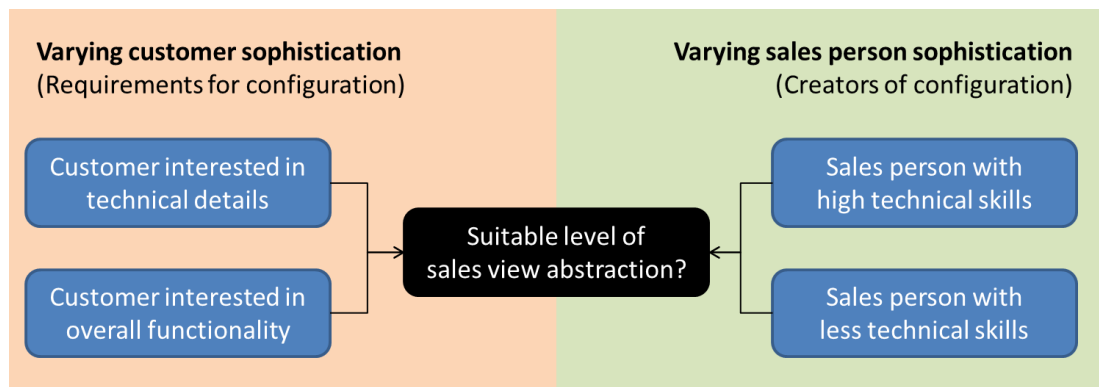 Varying customer sophistication
(Requirements for configuration)
Customer interested in
technical details
Customer interested in
overall functionality
Suitable level of
sales view abstraction?
Varying sales person sophistication
(Creators of configuration)
Sales person with
high technical skills
Sales person with
less technical skills